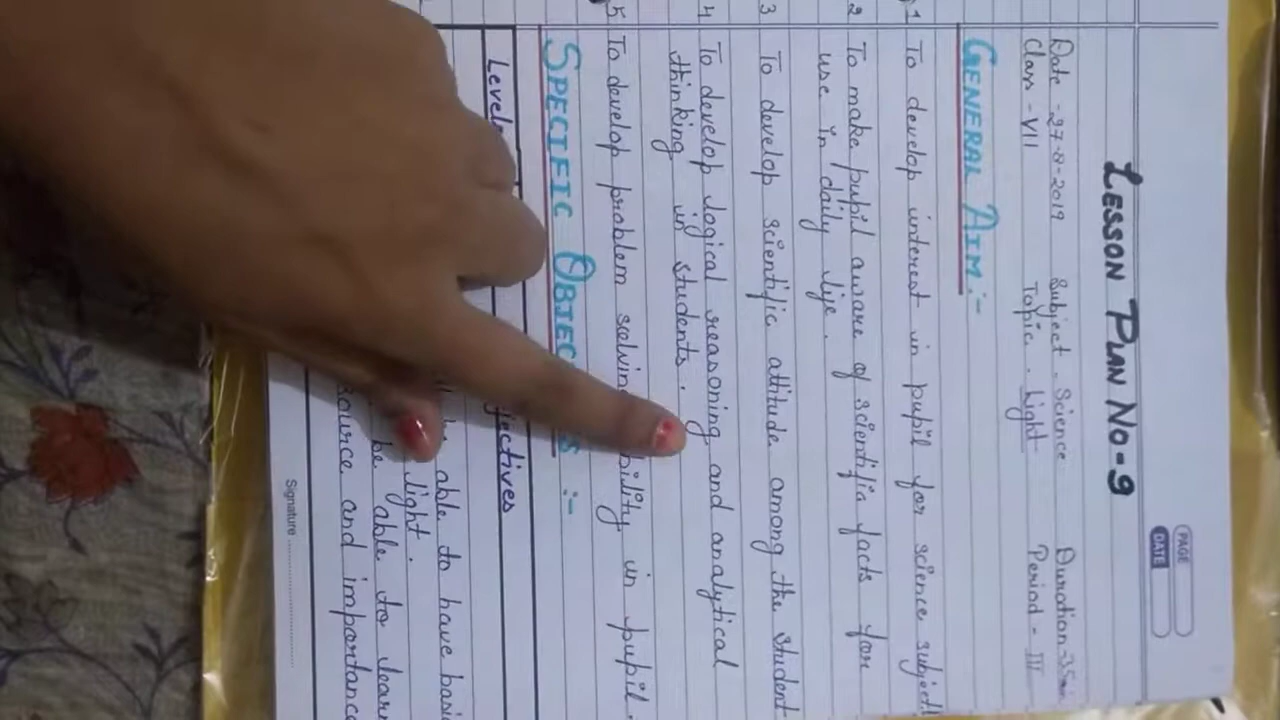 PAGE
DATE
LESSON PLAN NO-9
Date - 27-8-2019 Subject - Science Duration-35
Class - VII Topic - Light Period - III
GENERAL AIM :-
1 To develop interest in pupil for science subject.
2 To make pupil aware of scientific facts for
use in daily life.
3 To develop scientific attitude among the student
4 To develop logical reasoning and analytical
thinking in students.
5 To develop problem solving bility in pupil.
SPECIFIC OBJEC S :-
Level jectives
able to have basic
light.
be able to learn
source and importance
Signature